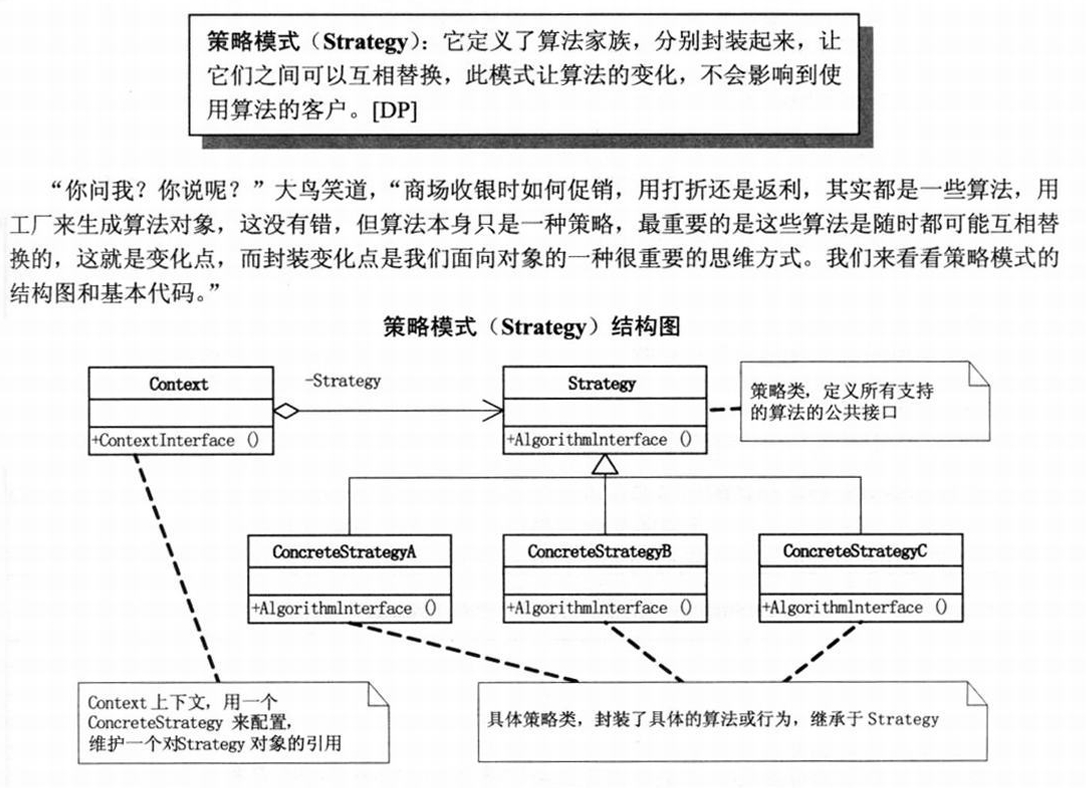 策略模式（Strategy）：它定义了算法家族，分别封装起来，让
它们之间可以互相替换，此模式让算法的变化，不会影响到使
用算法的客户。[DP]
“你问我？你说呢？”大鸟笑道，“商场收银时如何促销，用打折还是返利，其实都是一些算法，用
工厂来生成算法对象，这没有错，但算法本身只是一种策略，最重要的是这些算法是随时都可能互相替
换的，这就是变化点，而封装变化点是我们面向对象的一种很重要的思维方式。我们来看看策略模式的
结构图和基本代码。”
策略模式（Strategy）结构图
Context
+ContextInterface ()
-Strategy
Strategy
+AlgorithmInterface ()
策略类，定义所有支持
的算法的公共接口
ConcreteStrategyA
+AlgorithmInterface ()
ConcreteStrategyB
+AlgorithmInterface ()
ConcreteStrategyC
+AlgorithmInterface ()
Context上下文，用一个
ConcreteStrategy 来配置，
维护一个对Strategy 对象的引用
具体策略类，封装了具体的算法或行为，继承于 Strategy